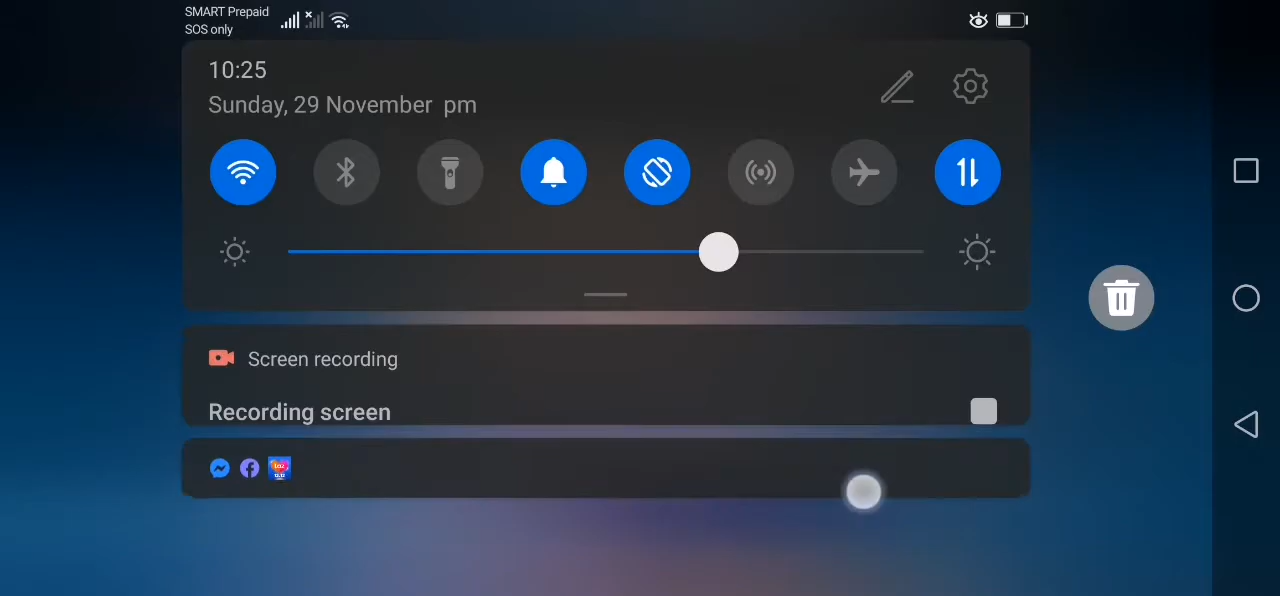 SMART Prepaid
SOS only
10:25
Sunday, 29 November pm
Screen recording
Recording screen